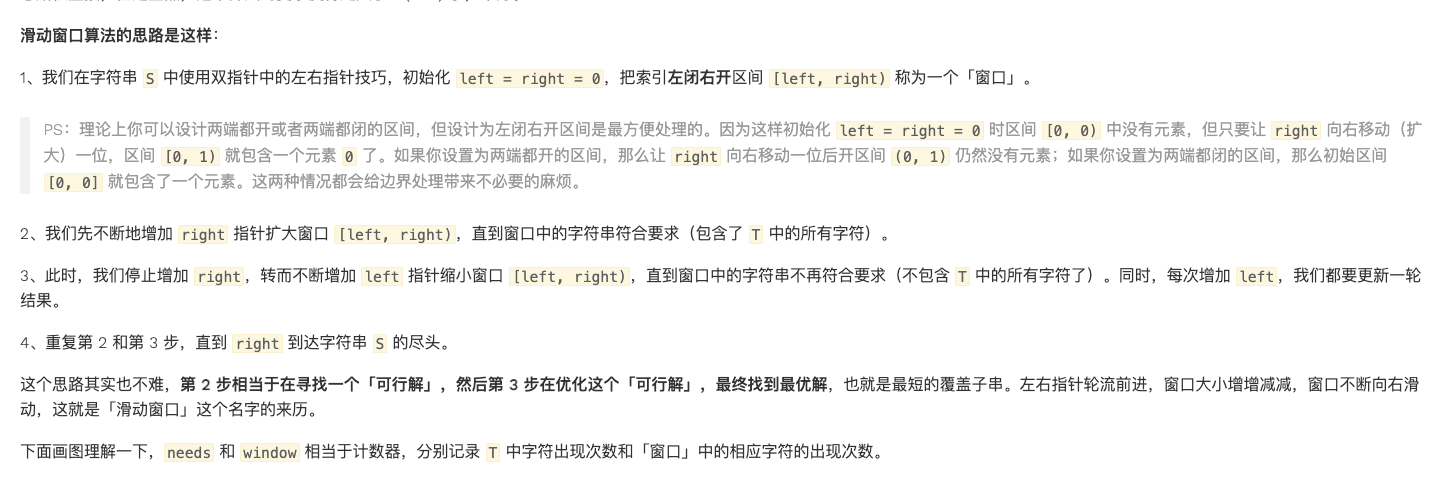 滑动窗口算法的思路是这样：
1、我们在字符串 S 中使用双指针中的左右指针技巧，初始化 left = right = 0，把索引左闭右开区间 [left, right) 称为一个「窗口」。
PS：理论上你可以设计两端都开或者两端都闭的区间，但设计为左闭右开区间是最方便处理的。因为这样初始化 left = right = 0 时区间 [0, 0) 中没有元素，但只要让 right 向右移动（扩
大）一位，区间 [0, 1) 就包含一个元素 0 了。如果你设置为两端都开的区间，那么让 right 向右移动一位后开区间 (0, 1) 仍然没有元素；如果你设置为两端都闭的区间，那么初始区间
[0, 0] 就包含了一个元素。这两种情况都会给边界处理带来不必要的麻烦。
2、我们先不断地增加 right 指针扩大窗口 [left, right)，直到窗口中的字符串符合要求（包含了 T 中的所有字符）。
3、此时，我们停止增加 right，转而不断增加 left 指针缩小窗口 [left, right)，直到窗口中的字符串不再符合要求（不包含 T 中的所有字符了）。同时，每次增加 left，我们都要更新一轮
结果。
4、重复第 2 和第 3 步，直到 right 到达字符串 S 的尽头。
这个思路其实也不难，第 2 步相当于在寻找一个「可行解」，然后第 3 步在优化这个「可行解」，最终找到最优解，也就是最短的覆盖子串。左右指针轮流前进，窗口大小增增减减，窗口不断向右滑
动，这就是「滑动窗口」这个名字的来历。
下面画图理解一下，needs 和 window 相当于计数器，分别记录 T 中字符出现次数和「窗口」中的相应字符的出现次数。